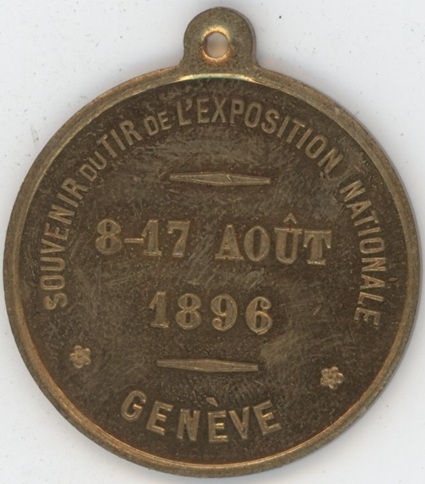 SOUVENIR DU TIR DE L'EXPOSITION NATIONALE
8-17 AOÛT
1896
GENÈVE